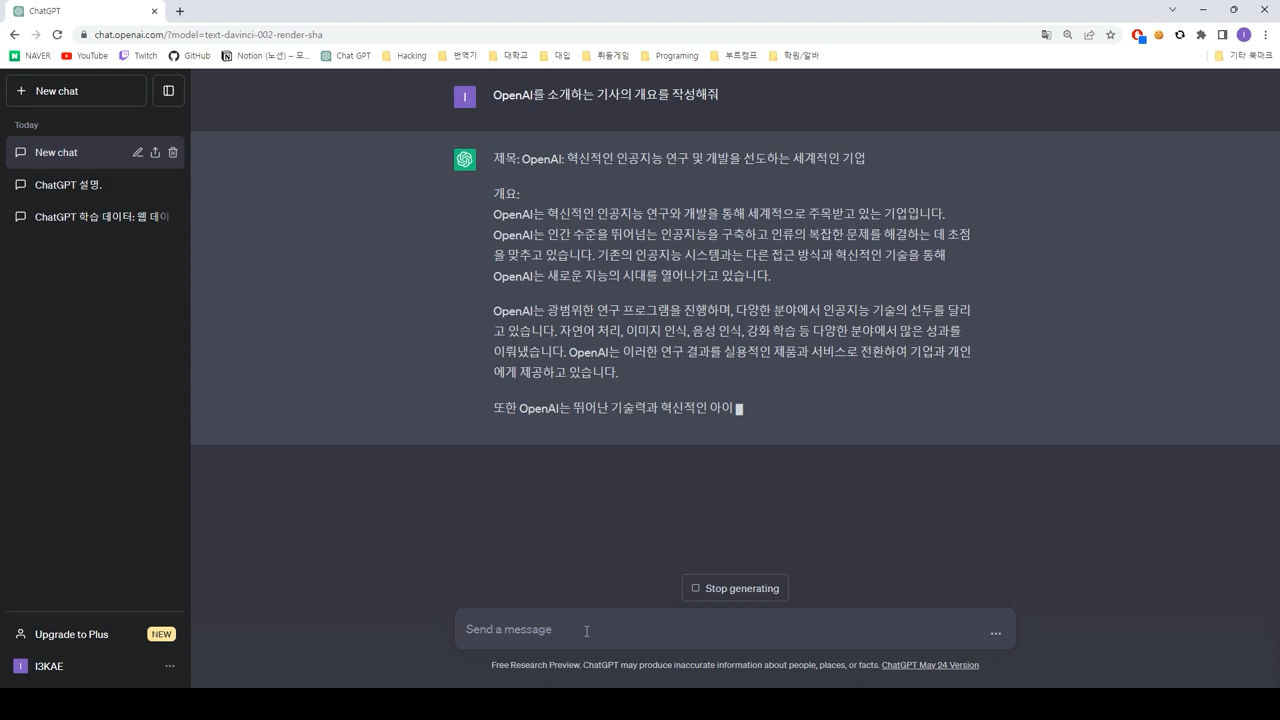 ChatGPT
chat.openai.com/?model=text-davinci-002-render-sha
NAVER YouTube Twitch GitHub Notion (노션) – 모... Chat GPT Hacking 번역기 대학교 대입 뤼동게임 Programing 부트캠프 학원/알바 기타 북마크
New chat
Today
New chat
ChatGPT 설명.
ChatGPT 학습 데이터: 웹 데이
I
OpenAI를 소개하는 기사의 개요를 작성해줘
제목: OpenAI: 혁신적인 인공지능 연구 및 개발을 선도하는 세계적인 기업
개요:
OpenAI는 혁신적인 인공지능 연구와 개발을 통해 세계적으로 주목받고 있는 기업입니다.
OpenAI는 인간 수준을 뛰어넘는 인공지능을 구축하고 인류의 복잡한 문제를 해결하는 데 초점
을 맞추고 있습니다. 기존의 인공지능 시스템과는 다른 접근 방식과 혁신적인 기술을 통해
OpenAI는 새로운 지능의 시대를 열어나가고 있습니다.
OpenAI는 광범위한 연구 프로그램을 진행하며, 다양한 분야에서 인공지능 기술의 선두를 달리
고 있습니다. 자연어 처리, 이미지 인식, 음성 인식, 강화 학습 등 다양한 분야에서 많은 성과를
이뤄냈습니다. OpenAI는 이러한 연구 결과를 실용적인 제품과 서비스로 전환하여 기업과 개인
에게 제공하고 있습니다.
또한 OpenAI는 뛰어난 기술력과 혁신적인 아이
Stop generating
Send a message
Free Research Preview. ChatGPT may produce inaccurate information about people, places, or facts. ChatGPT May 24 Version
Upgrade to Plus NEW
I I3KAE